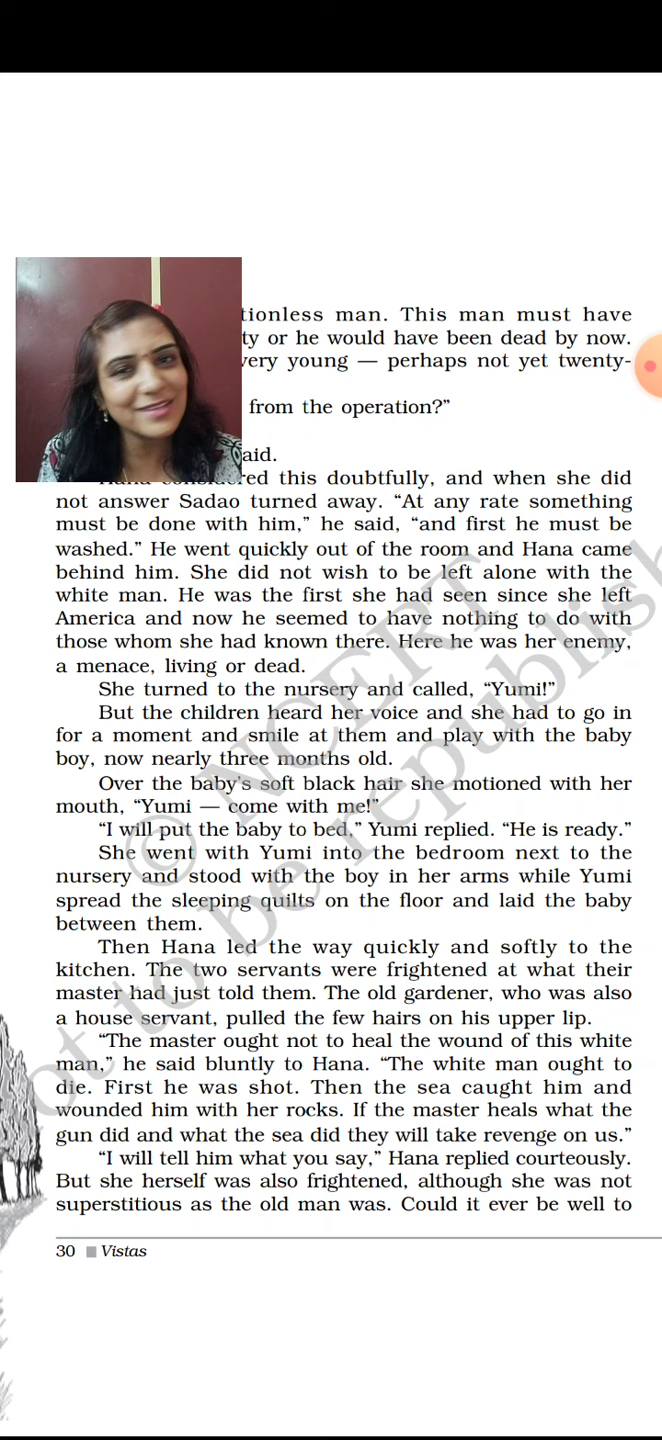 tionless man. This man must have
ty or he would have been dead by now.
very young — perhaps not yet twenty-
from the operation?”
aid.
Hana considered this doubtfully, and when she did
not answer Sadao turned away. “At any rate something
must be done with him,” he said, “and first he must be
washed.” He went quickly out of the room and Hana came
behind him. She did not wish to be left alone with the
white man. He was the first she had seen since she left
America and now he seemed to have nothing to do with
those whom she had known there. Here he was her enemy,
a menace, living or dead.
She turned to the nursery and called, “Yumi!”
But the children heard her voice and she had to go in
for a moment and smile at them and play with the baby
boy, now nearly three months old.
Over the baby's soft black hair she motioned with her
mouth, “Yumi — come with me!”
“I will put the baby to bed,” Yumi replied. “He is ready.”
She went with Yumi into the bedroom next to the
nursery and stood with the boy in her arms while Yumi
spread the sleeping quilts on the floor and laid the baby
between them.
Then Hana led the way quickly and softly to the
kitchen. The two servants were frightened at what their
master had just told them. The old gardener, who was also
a house servant, pulled the few hairs on his upper lip.
“The master ought not to heal the wound of this white
man,” he said bluntly to Hana. “The white man ought to
die. First he was shot. Then the sea caught him and
wounded him with her rocks. If the master heals what the
gun did and what the sea did they will take revenge on us.”
“I will tell him what you say,” Hana replied courteously.
But she herself was also frightened, although she was not
superstitious as the old man was. Could it ever be well to
30 Vistas
© NCERT
not to be republish